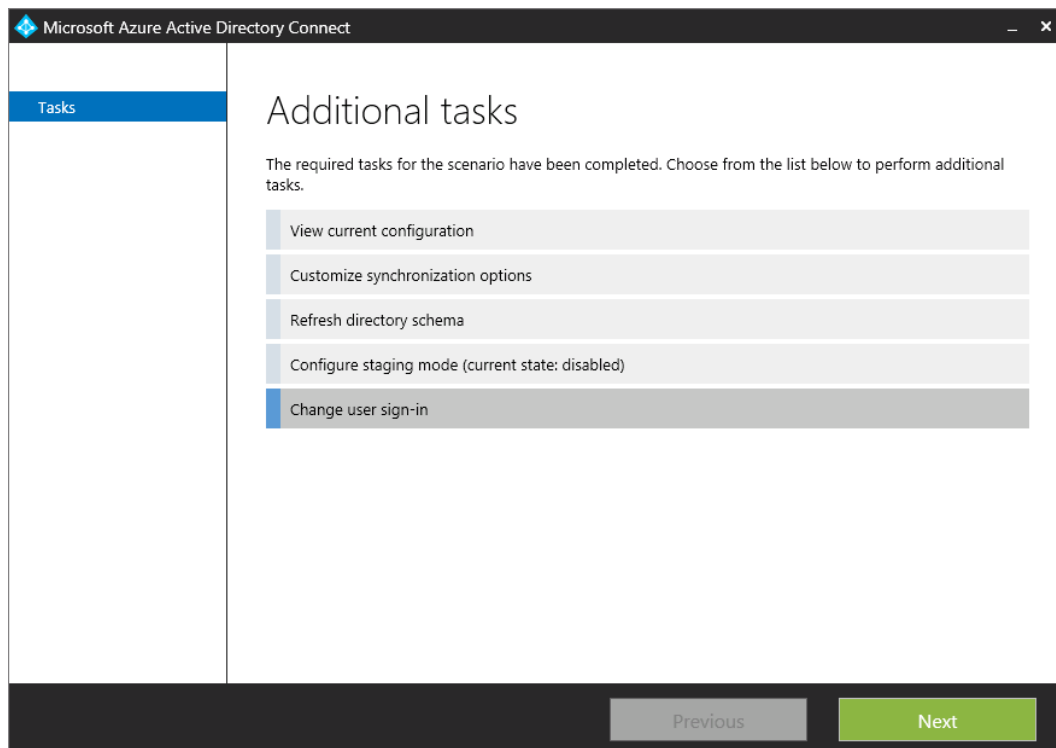 Microsoft Azure Active Directory Connect
Tasks
Additional tasks
The required tasks for the scenario have been completed. Choose from the list below to perform additional
tasks.
View current configuration
Customize synchronization options
Refresh directory schema
Configure staging mode (current state: disabled)
Change user sign-in
Previous
Next